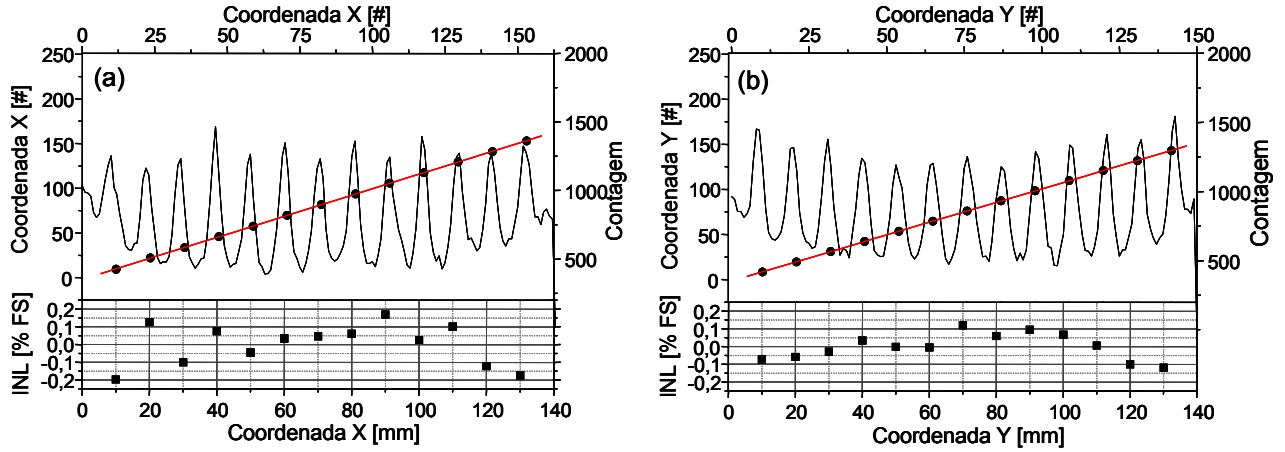 Coordenada X [#]
0 25 50 75 100 125 150
(a)
Coordenada X [#]
250
200
150
100
50
0
2000
1500
1000
500
Contagem
INL [% FS]
0,2
0,1
0,0
-0,1
-0,2
0 20 40 60 80 100 120 140
Coordenada X [mm]
Coordenada Y [#]
0 25 50 75 100 125 150
(b)
Coordenada Y [#]
250
200
150
100
50
0
2000
1500
1000
500
Contagem
INL [% FS]
0,2
0,1
0,0
-0,1
-0,2
0 20 40 60 80 100 120 140
Coordenada Y [mm]